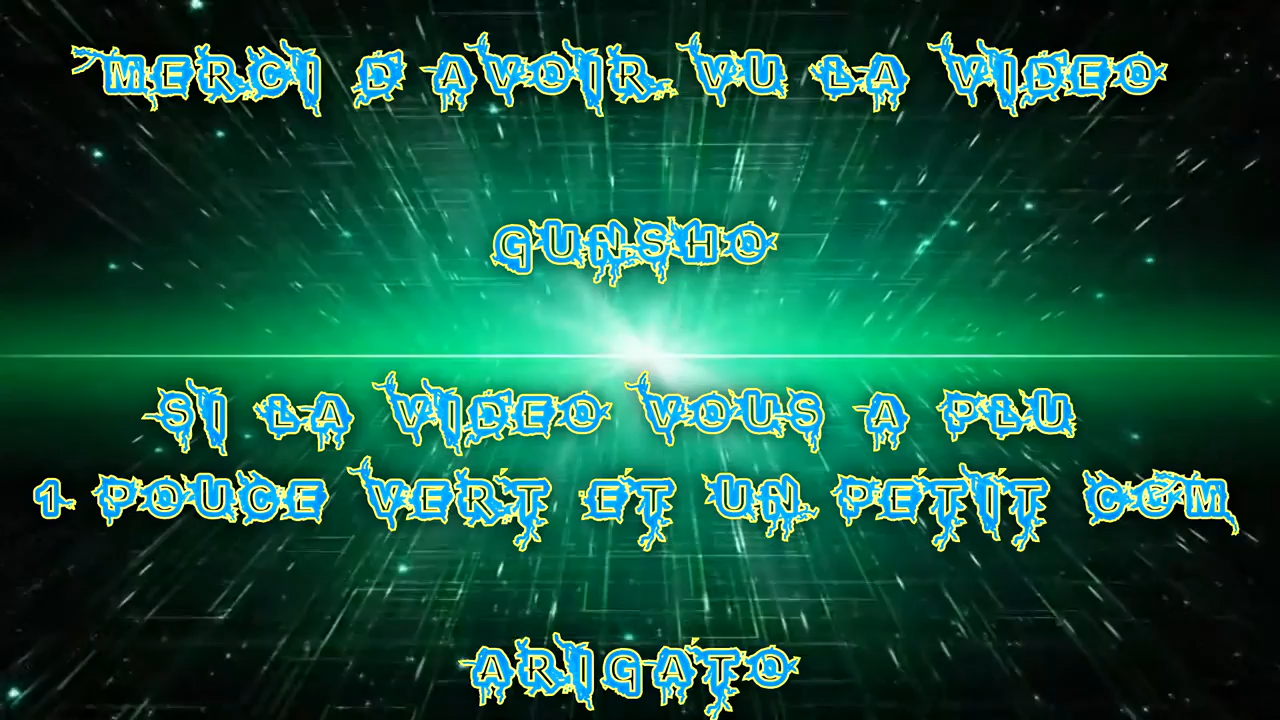 MERCI D AVOIR VU LA VIDEO
GUNSHO
SI LA VIDEO VOUS A PLU
1 POUCE VERT ET UN PETIT COM
ARIGATO